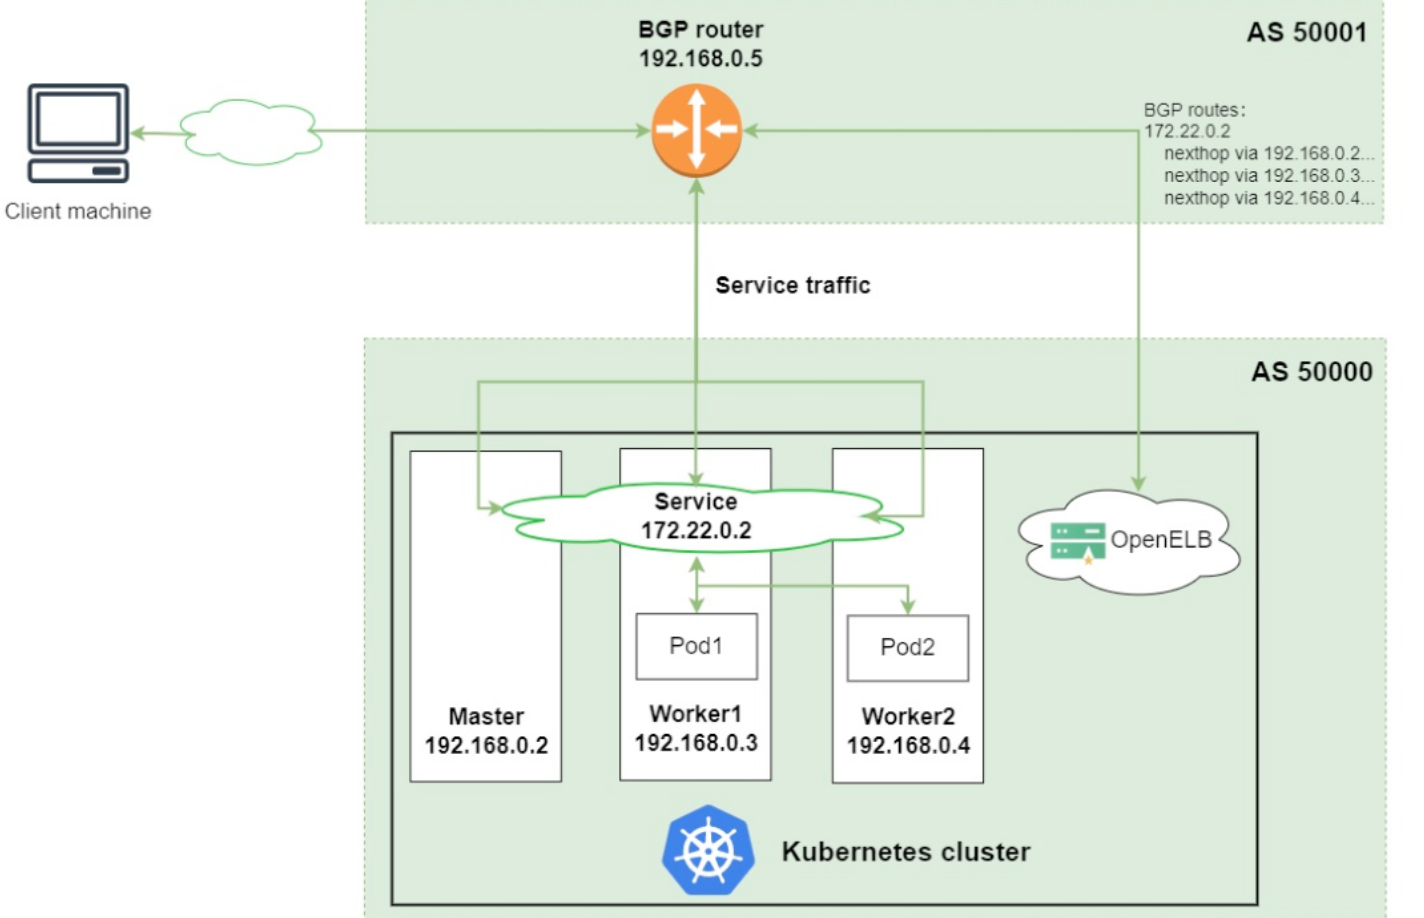 BGP router
192.168.0.5
AS 50001
Client machine
BGP routes:
172.22.0.2
nexthop via 192.168.0.2...
nexthop via 192.168.0.3...
nexthop via 192.168.0.4...
Service traffic
AS 50000
Service
172.22.0.2
OpenELB
Pod1
Pod2
Master
192.168.0.2
Worker1
192.168.0.3
Worker2
192.168.0.4
Kubernetes cluster